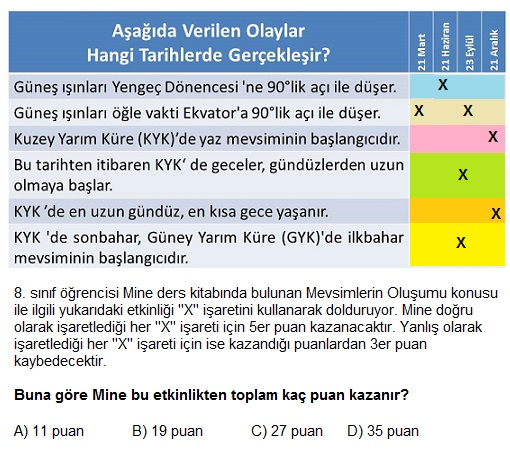 Aşağıda Verilen Olaylar
Hangi Tarihlerde Gerçekleşir?
21 Mart
21 Haziran
23 Eylül
21 Aralık
Güneş ışınları Yengeç Dönencesi 'ne 90°lik açı ile düşer.
X
Güneş ışınları öğle vakti Ekvator'a 90°lik açı ile düşer.
X X
Kuzey Yarım Küre (KYK)’de yaz mevsiminin başlangıcıdır.
X
Bu tarihten itibaren KYK‘ de geceler, gündüzlerden uzun
olmaya başlar.
X
KYK ’de en uzun gündüz, en kısa gece yaşanır.
X
KYK 'de sonbahar, Güney Yarım Küre (GYK)'de ilkbahar
mevsiminin başlangıcıdır.
X
8. sınıf öğrencisi Mine ders kitabında bulunan Mevsimlerin Oluşumu konusu
ile ilgili yukarıdaki etkinliği "X" işaretini kullanarak dolduruyor. Mine doğru
olarak işaretlediği her "X" işareti için 5er puan kazanacaktır. Yanlış olarak
işaretlediği her "X" işareti için ise kazandığı puanlardan 3er puan
kaybedecektir.
Buna göre Mine bu etkinlikten toplam kaç puan kazanır?
A) 11 puan B) 19 puan C) 27 puan D) 35 puan